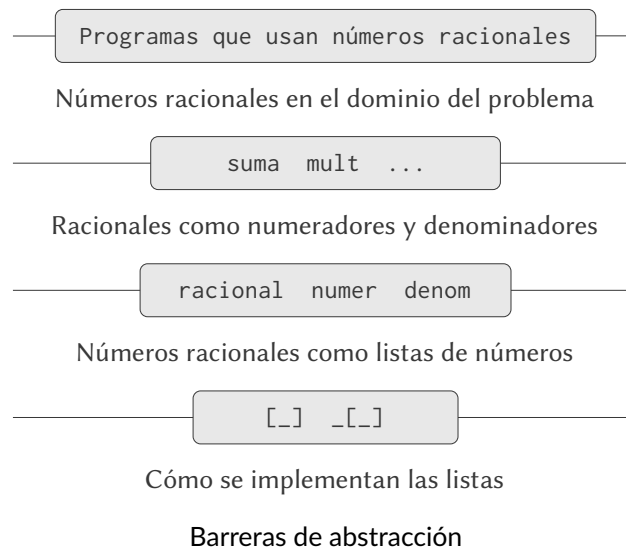 Programas que usan números racionales
Números racionales en el dominio del problema
suma mult ...
Racionales como numeradores y denominadores
racional numer denom
Números racionales como listas de números
[_] _[_]
Cómo se implementan las listas
Barreras de abstracción